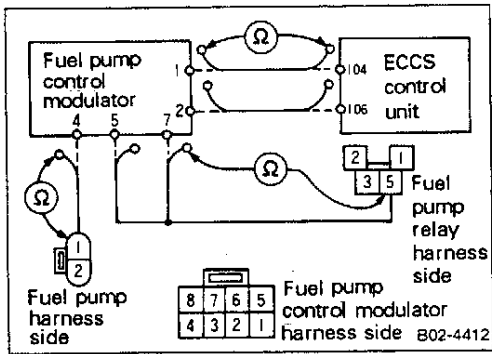 Fuel pump
control
modulator
1
2
4 5 7
Ω
104
106
ECCS
control
unit
Ω
Ω
2 1
3 5
Fuel
pump
relay
harness
side
1
2
Fuel pump
harness
side
8 7 6 5
4 3 2 1
Fuel pump
control modulator
harness side
B02-4412